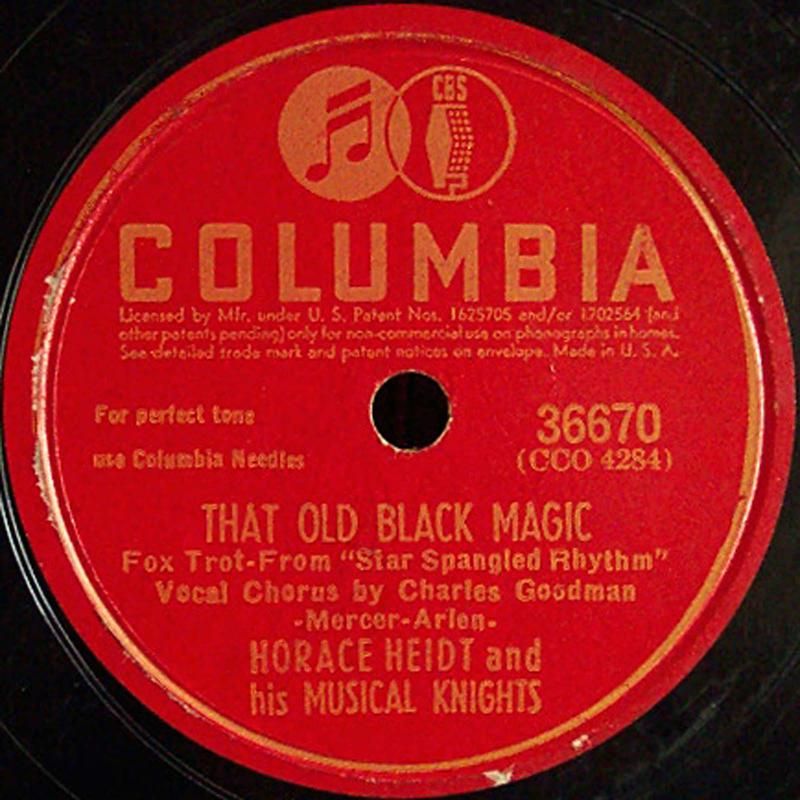 CBS
COLUMBIA
Licensed by Mfr. under U. S. Patent Nos. 1625705 and/or 1702564 (and
other patents pending) only for non-commercial use on phonographs in homes.
See detailed trade mark and patent notices on envelope. Made in U. S. A.
For perfect tone
use Columbia Needles
36670
(CCO 4284)
THAT OLD BLACK MAGIC
Fox Trot-From "Star Spangled Rhythm"
Vocal Chorus by Charles Goodman
-Mercer-Arlen-
HORACE HEIDT and
his MUSICAL KNIGHTS